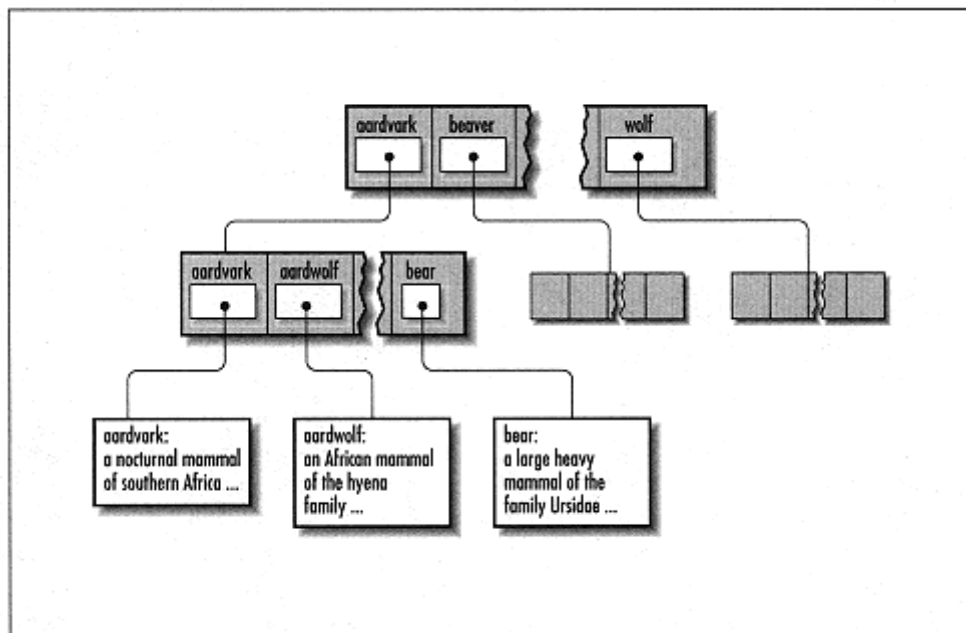 aardvark beaver wolf
aardvark aardwolf bear
aardvark:
a nocturnal mammal
of southern Africa ...
aardwolf:
an African mammal
of the hyena
family ...
bear:
a large heavy
mammal of the
family Ursidae ...